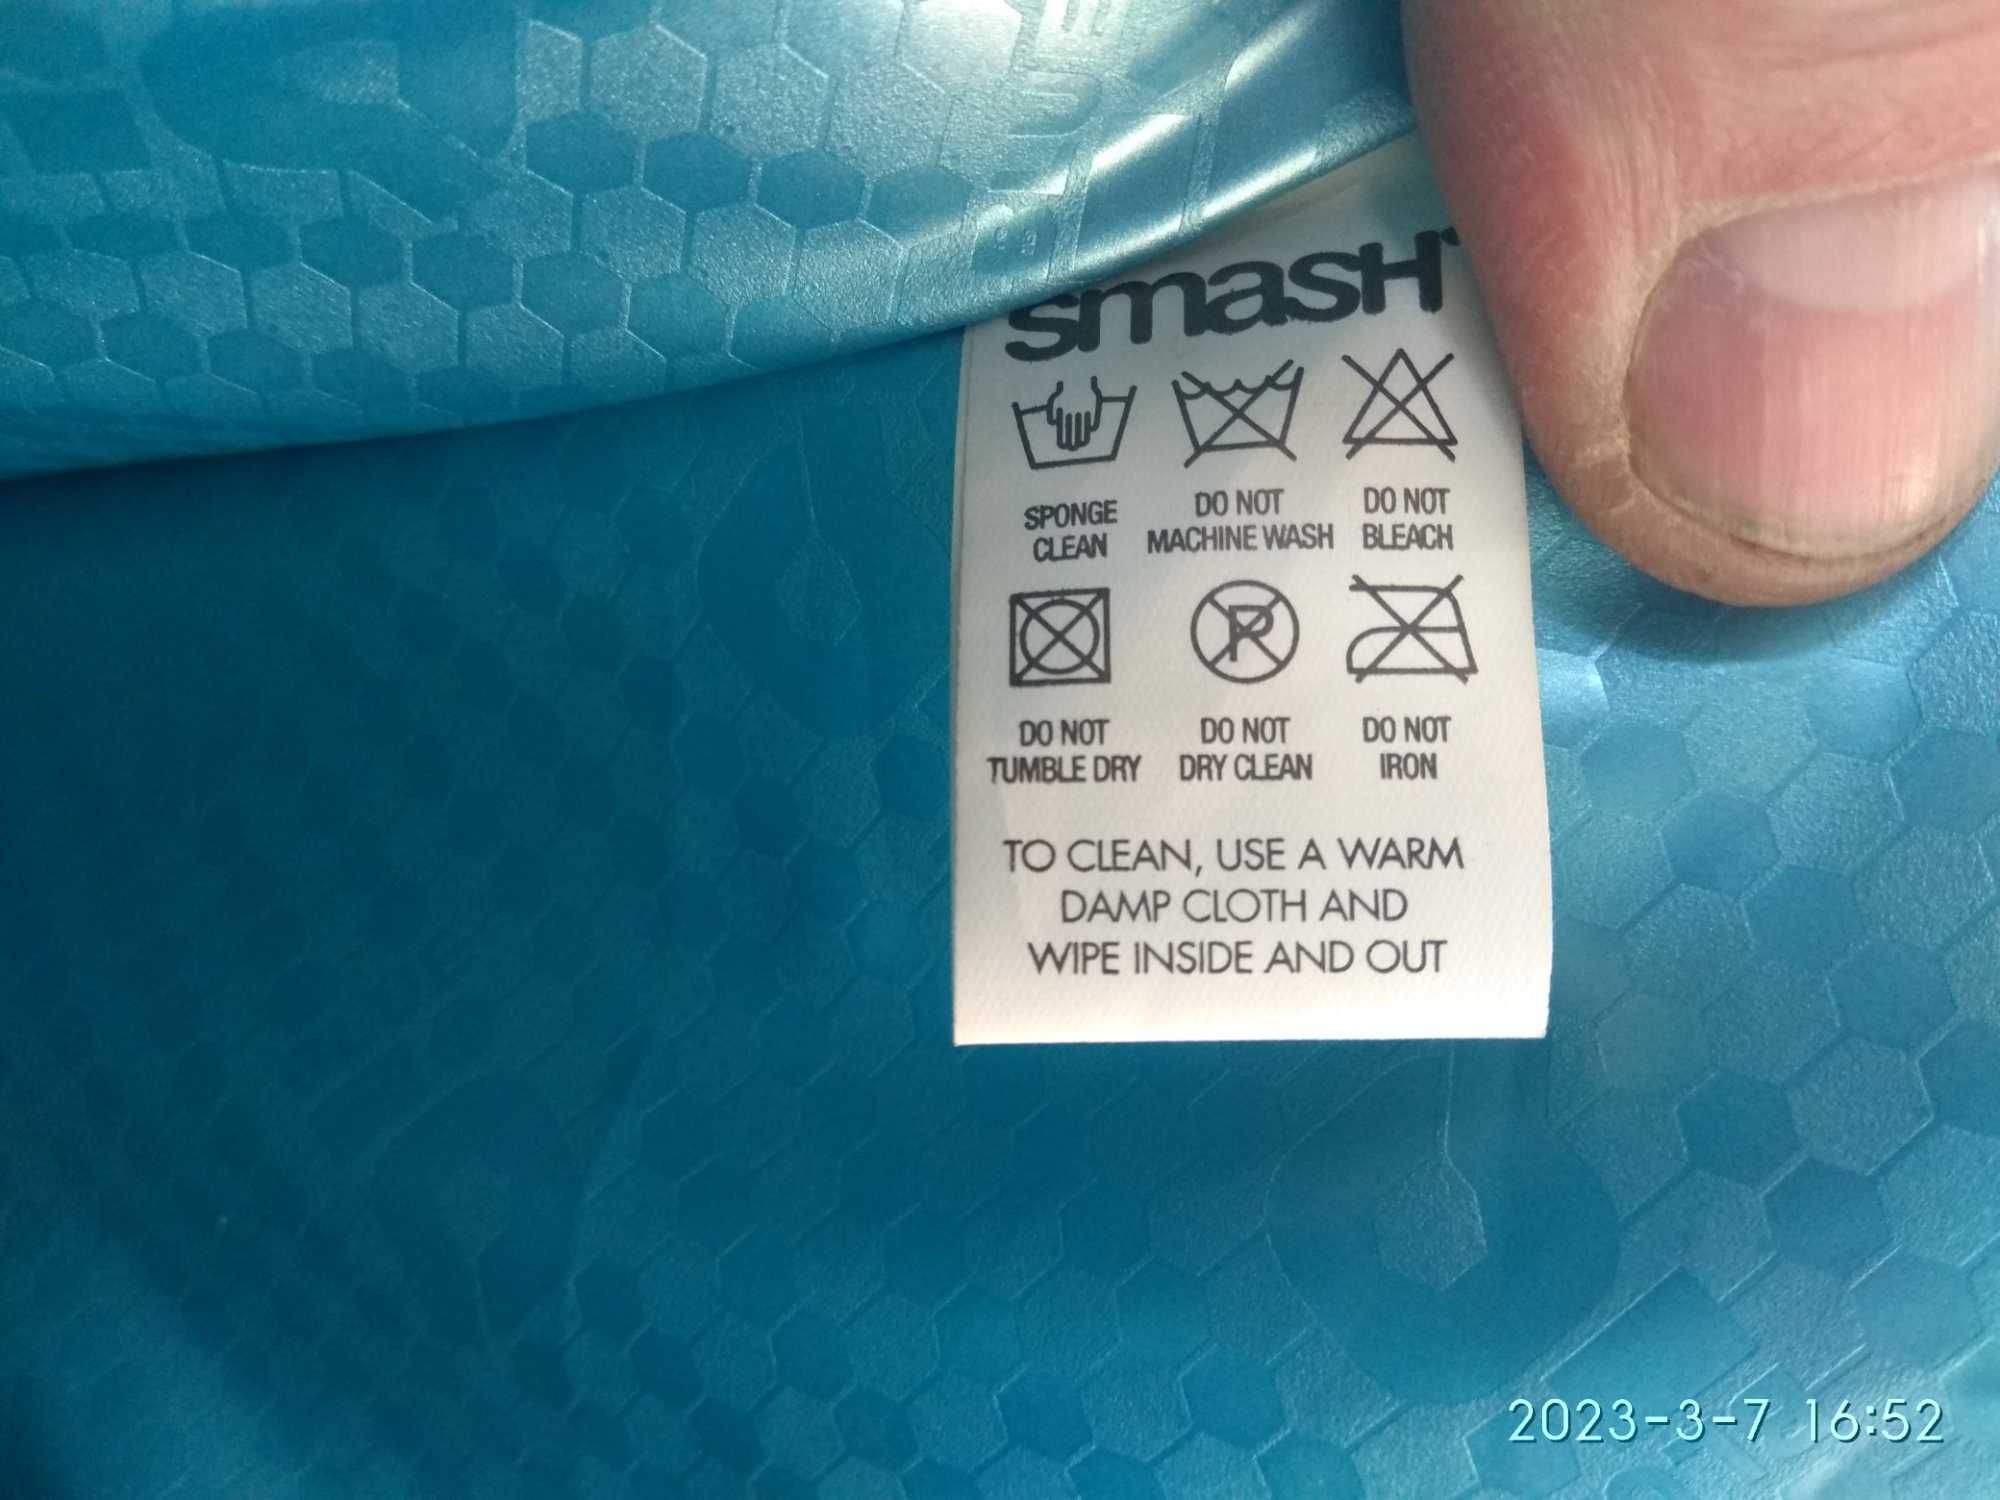 smasH
SPONGE CLEAN
DO NOT MACHINE WASH
DO NOT BLEACH
P
DO NOT TUMBLE DRY
DO NOT DRY CLEAN
DO NOT IRON
TO CLEAN, USE A WARM
DAMP CLOTH AND
WIPE INSIDE AND OUT
2023-3-7 16:52